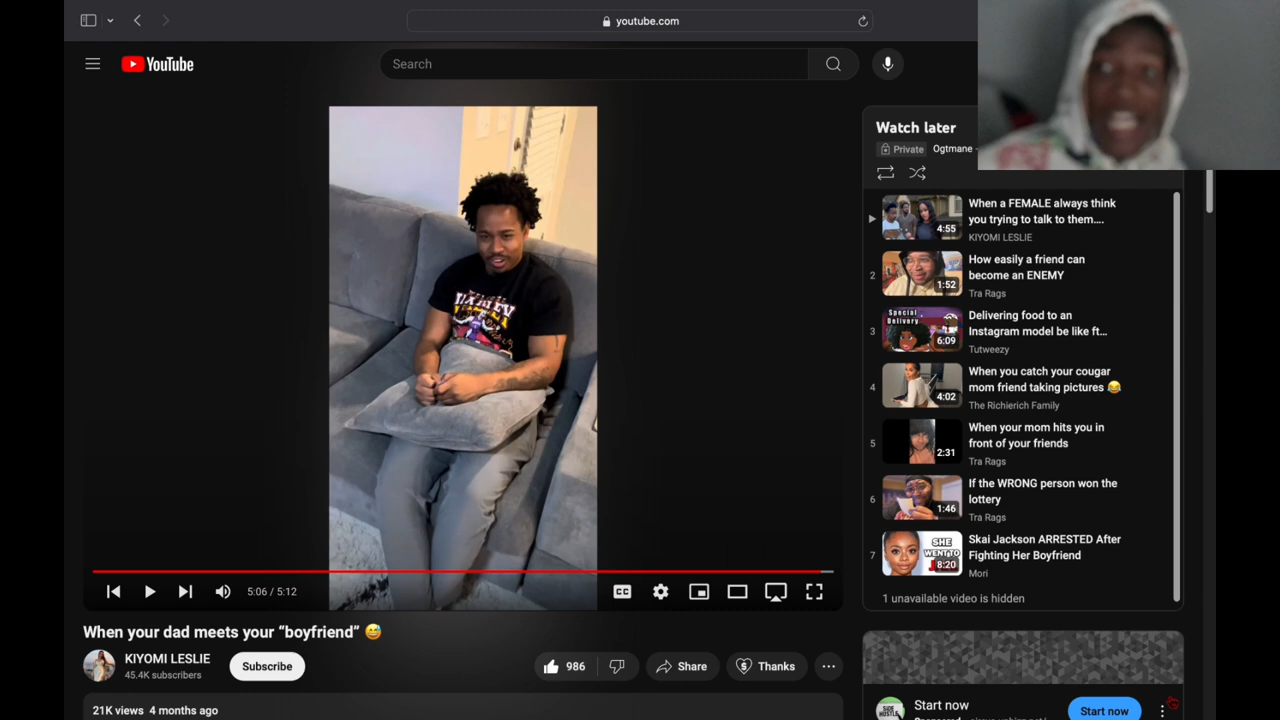 youtube.com
YouTube
Search
Watch later
Private
Ogtmane -
When a FEMALE always think
you trying to talk to them....
KIYOMI LESLIE
4:55
2
How easily a friend can
become an ENEMY
Tra Rags
1:52
3
Special
Delivery
Delivering food to an
Instagram model be like ft...
Tutweezy
6:09
4
When you catch your cougar
mom friend taking pictures 😂
The Richierich Family
4:02
5
When your mom hits you in
front of your friends
Tra Rags
2:31
6
If the WRONG person won the
lottery
Tra Rags
1:46
7
SHE
WENT TO
Skai Jackson ARRESTED After
Fighting Her Boyfriend
Mori
8:20
1 unavailable video is hidden
5:06 / 5:12
CC
When your dad meets your “boyfriend” 😅
KIYOMI LESLIE
45.4K subscribers
Subscribe
986
Share
Thanks
21K views 4 months ago
SIDE
HUSTLE
Start now
Start now